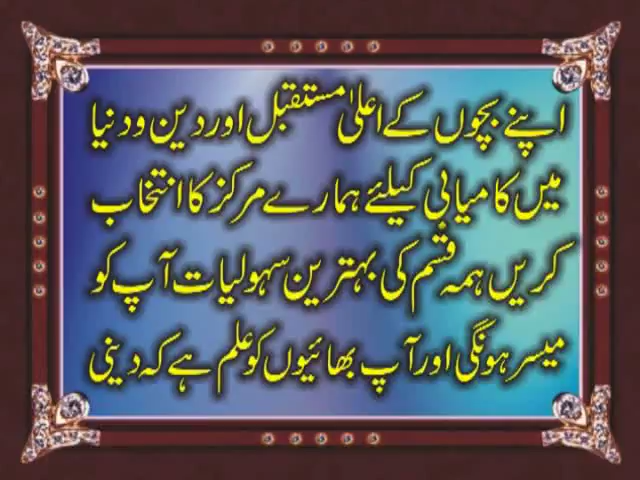 اپنے بچوں کے اعلیٰ مستقبل اور دین و دنیا
میں کامیابی کیلئے ہمارے مرکز کا انتخاب
کریں ہمہ قسم کی بہترین سہولیات آپ کو
میسر ہونگی اور آپ بھائیوں کو علم ہے کہ دینی